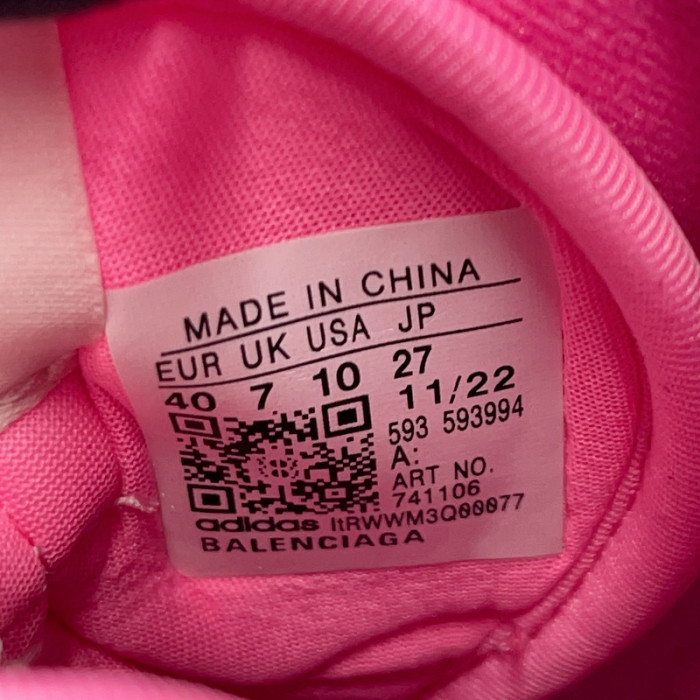 MADE IN CHINA
EUR UK USA JP
40 7 10 27
11/22
593 593994
A:
ART NO.
741106
adidas ItRWWM3Q00077
BALENCIAGA